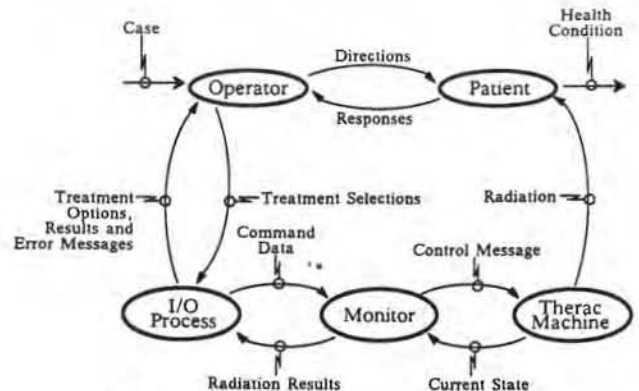 Case
Health
Condition
Directions
Operator
Patient
Responses
Treatment
Options,
Results and
Error Messages
Treatment Selections
Radiation
Command
Data
Control Message
I/O
Process
Monitor
Therac
Machine
Radiation Results
Current State